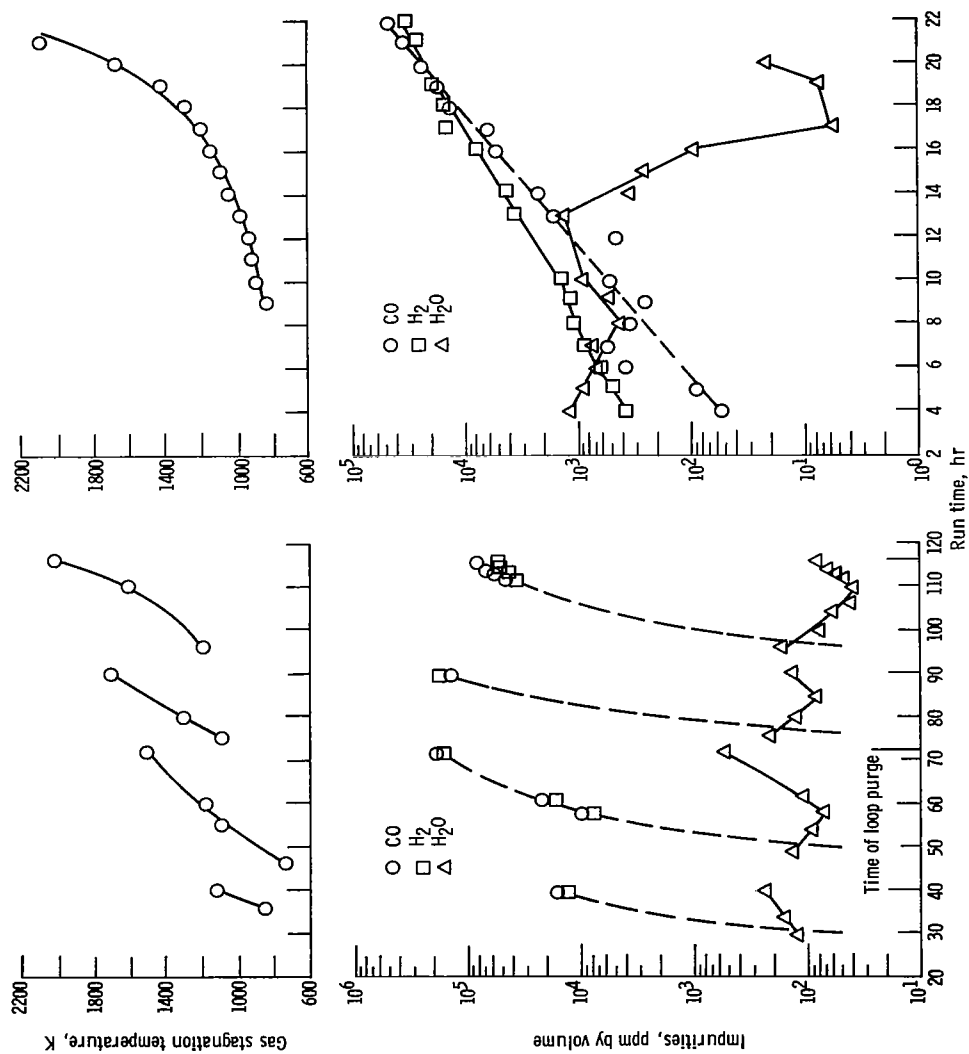 Gas stagnation temperature, K
2200
1800
1400
1000
600
2200
1800
1400
1000
600
Impurities, ppm by volume
10⁶
10⁵
10⁴
10³
10²
10⁻¹
CO
H₂
H₂O
Time of loop purge
20 30 40 50 60 70 80 90 100 110 120
10⁵
10⁴
10³
10²
10¹
10⁰
CO
H₂
H₂O
2 4 6 8 10 12 14 16 18 20 22
Run time, hr